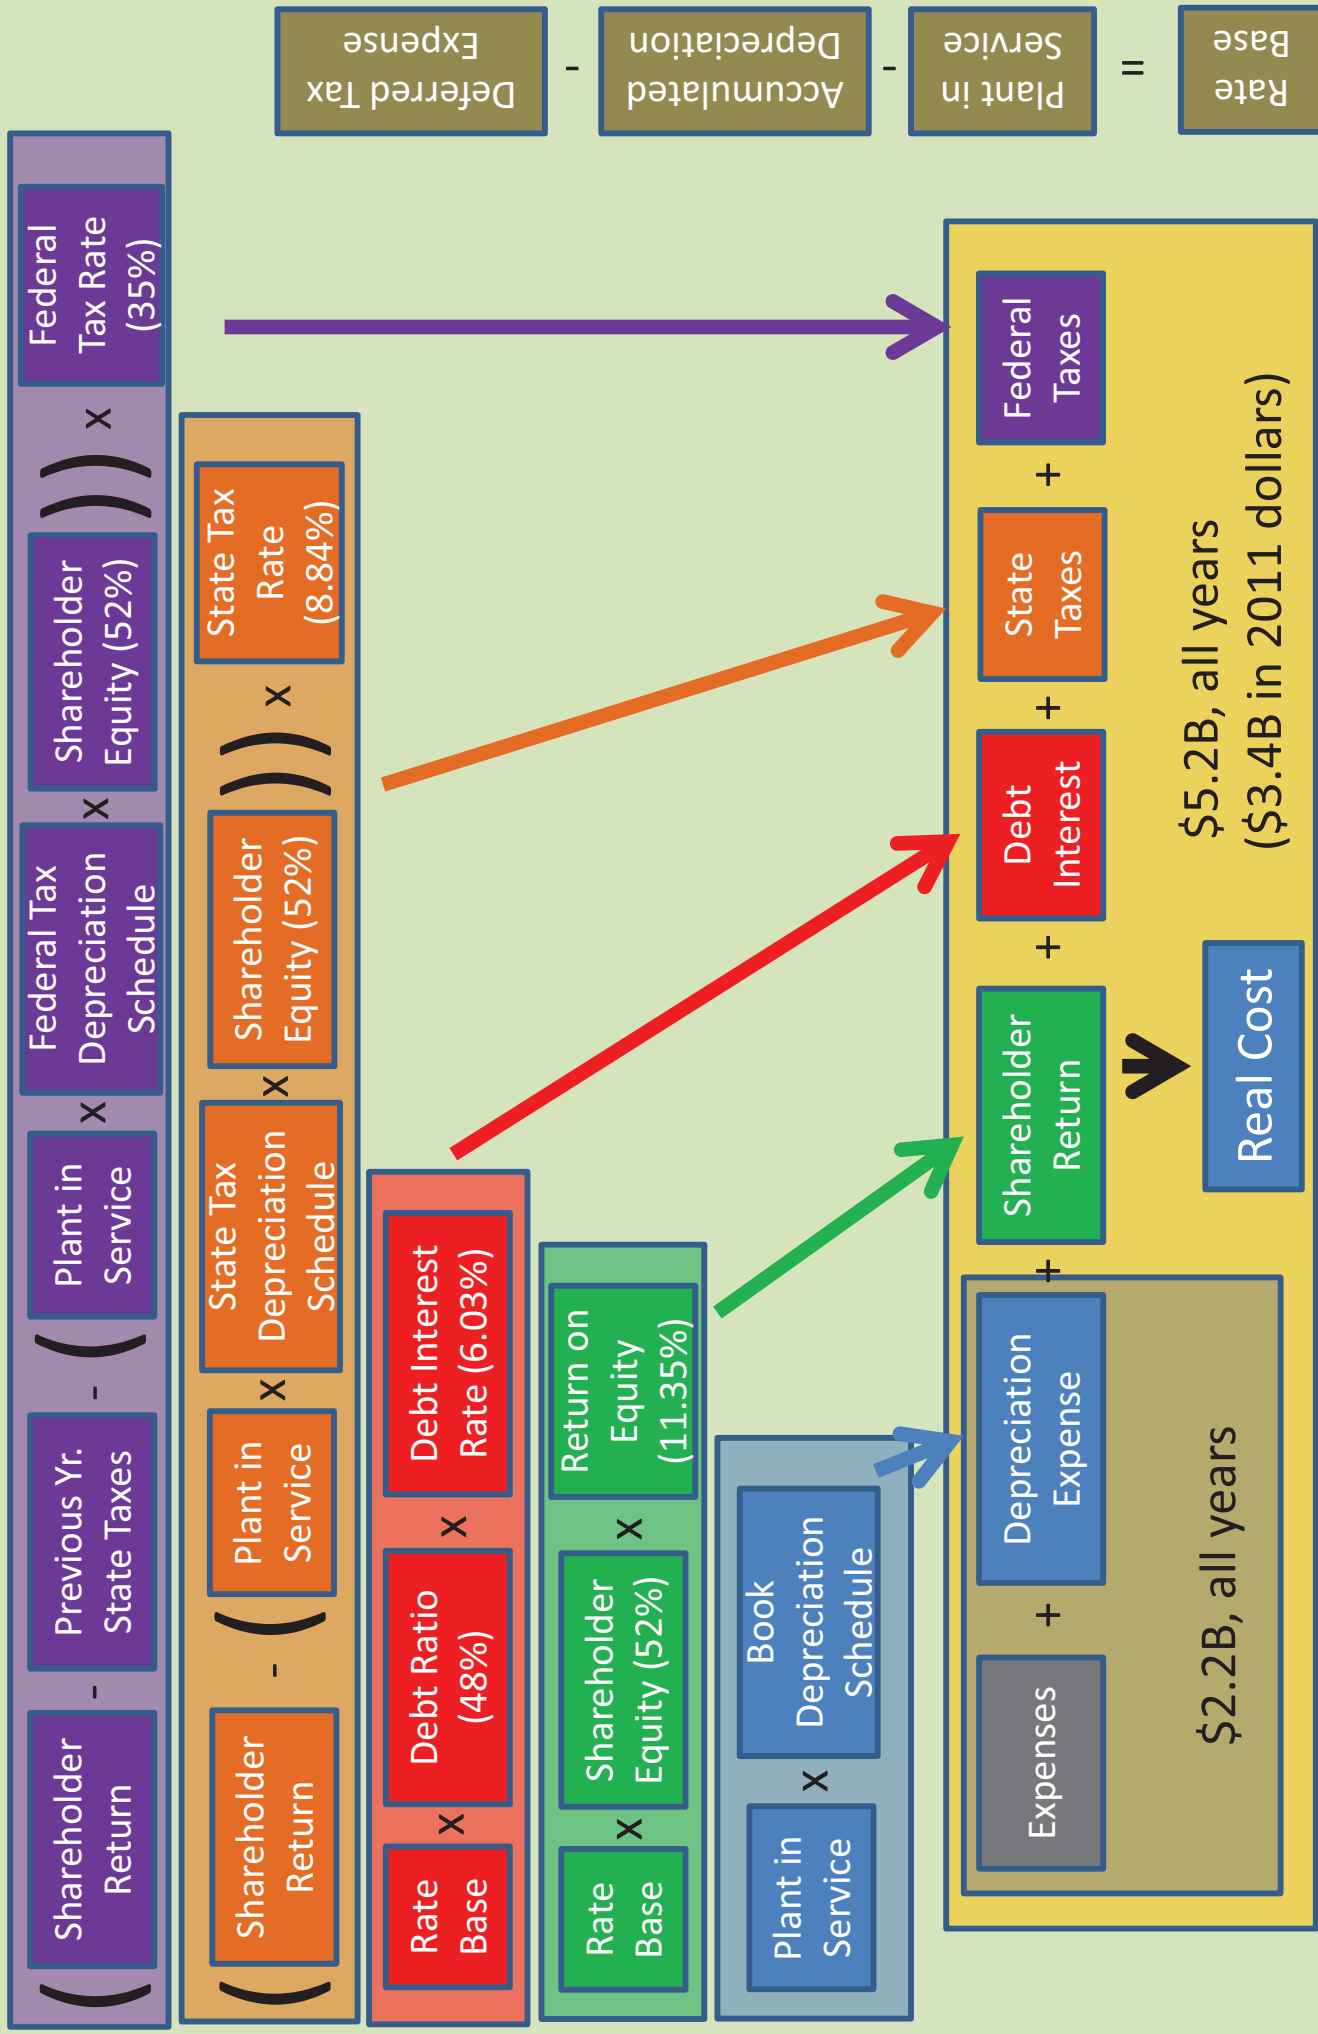 (
Shareholder
Return
-
Previous Yr.
State Taxes
-
(
Plant in
Service
x
Federal Tax
Depreciation
Schedule
x
Shareholder
Equity (52%)
))
x
Federal
Tax Rate
(35%)
(
Shareholder
Return
-
(
Plant in
Service
x
State Tax
Depreciation
Schedule
x
Shareholder
Equity (52%)
))
x
State Tax
Rate
(8.84%)
Rate
Base
x
Debt Ratio
(48%)
x
Debt Interest
Rate (6.03%)
Rate
Base
x
Shareholder
Equity (52%)
x
Return on
Equity
(11.35%)
Plant in
Service
x
Book
Depreciation
Schedule
Expenses
+
Depreciation
Expense
+
Shareholder
Return
+
Debt
Interest
+
State
Taxes
+
Federal
Taxes
$2.2B, all years
Real Cost
$5.2B, all years
($3.4B in 2011 dollars)
Rate
Base
=
Plant in
Service
-
Accumulated
Depreciation
-
Deferred Tax
Expense